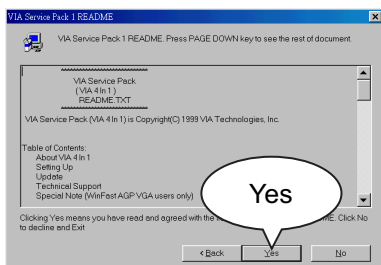 VIA Service Pack 1 README
VIA Service Pack 1 README. Press PAGE DOWN key to see the rest of document.
VIA Service Pack
(VIA 4 In 1)
README.TXT
VIA Service Pack (VIA 4 In 1) is Copyright(C) 1999 VIA Technologies, Inc.
Table of Contents:
About VIA 4 in 1
Setting Up
Update
Technical Support
Special Note (WinFast AGP VGA users only)
Yes
Clicking Yes means you have read and agreed with the ME. Click No
to decline and Exit
< Back
Yes
No